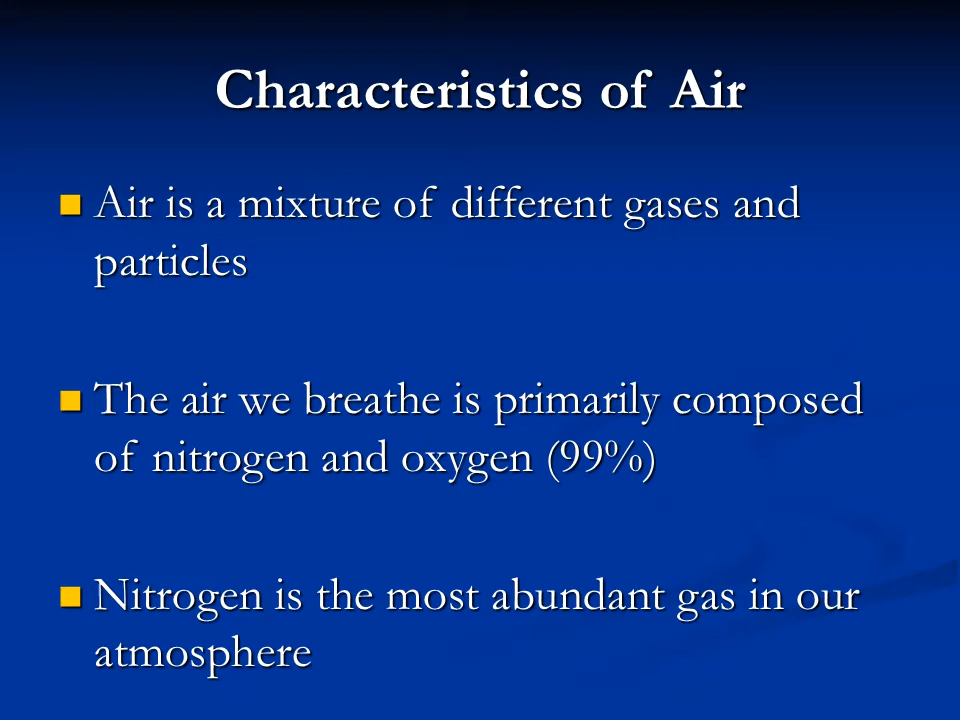 Characteristics of Air
Air is a mixture of different gases and
particles
The air we breathe is primarily composed
of nitrogen and oxygen (99%)
Nitrogen is the most abundant gas in our
atmosphere